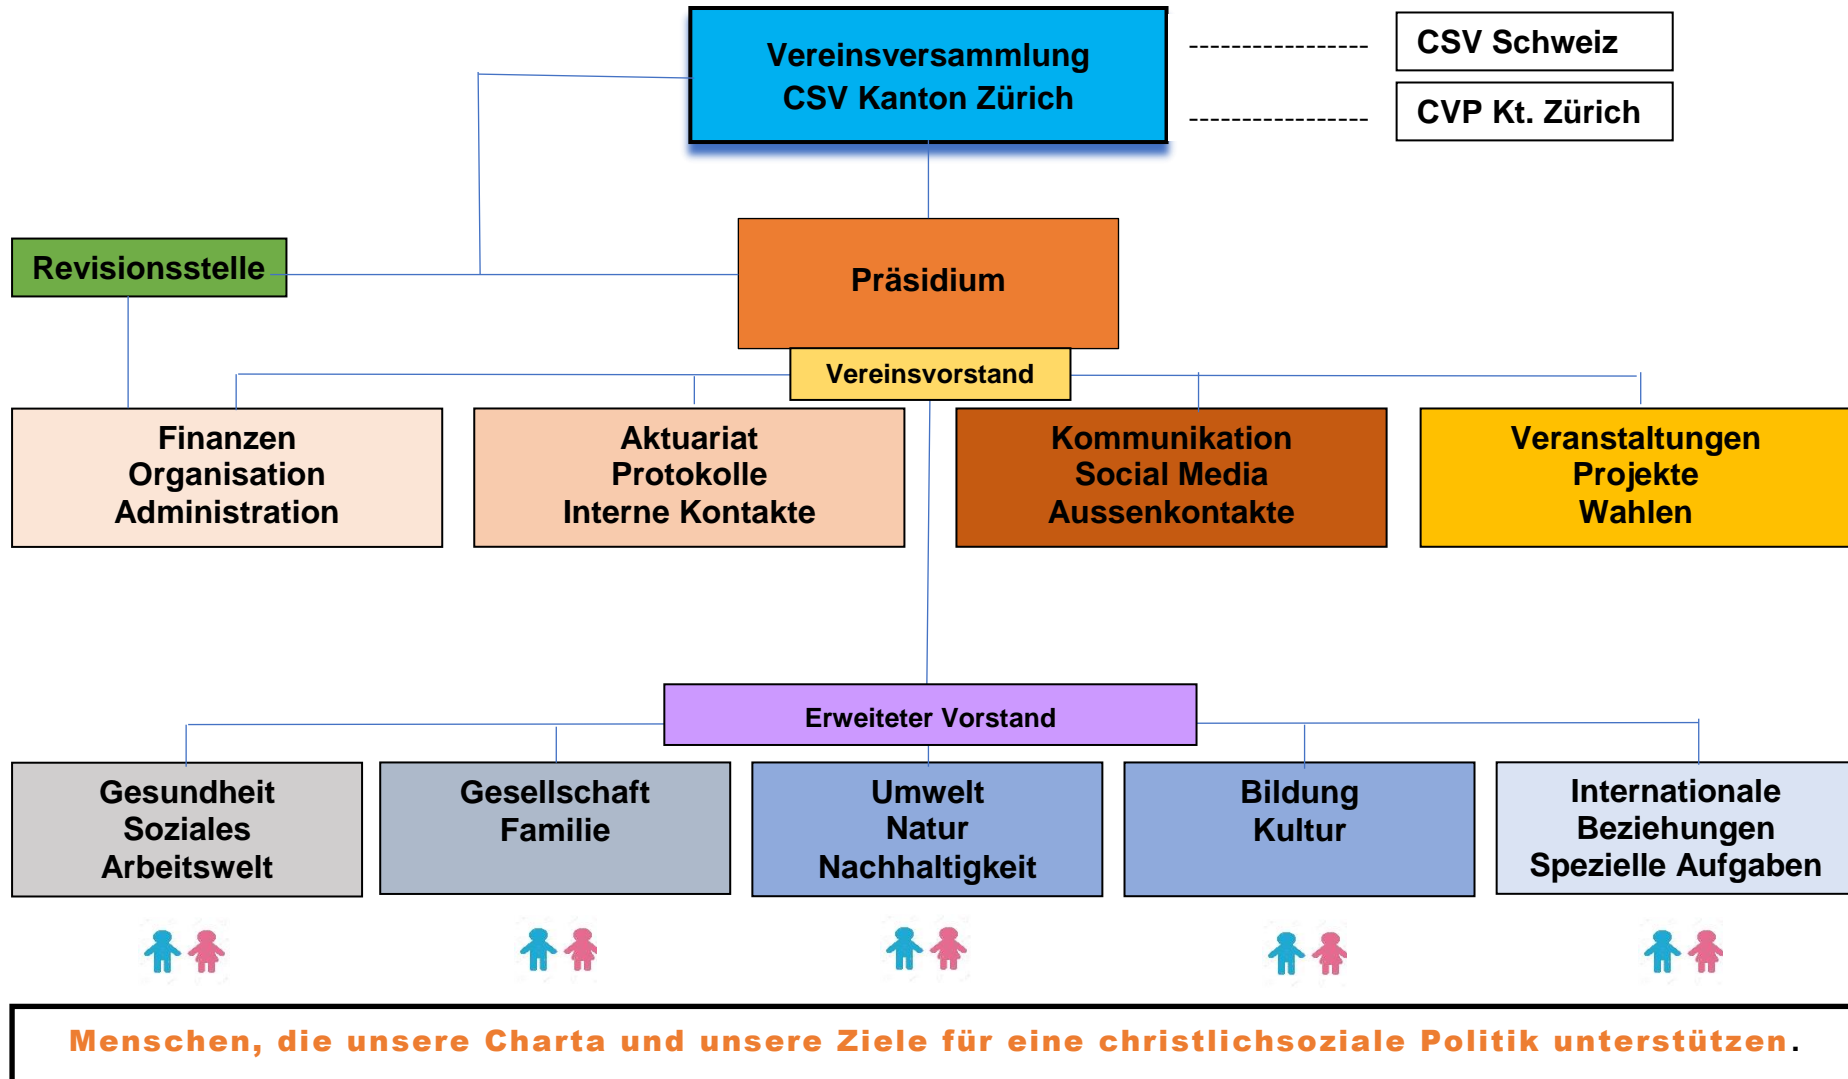 Vereinsversammlung
CSV Kanton Zürich
CSV Schweiz
CVP Kt. Zürich
Revisionsstelle
Präsidium
Vereinsvorstand
Finanzen
Organisation
Administration
Aktuariat
Protokolle
Interne Kontakte
Kommunikation
Social Media
Aussenkontakte
Veranstaltungen
Projekte
Wahlen
Erweiteter Vorstand
Gesundheit
Soziales
Arbeitswelt
Gesellschaft
Familie
Umwelt
Natur
Nachhaltigkeit
Bildung
Kultur
Internationale
Beziehungen
Spezielle Aufgaben
Menschen, die unsere Charta und unsere Ziele für eine christlichsoziale Politik unterstützen.